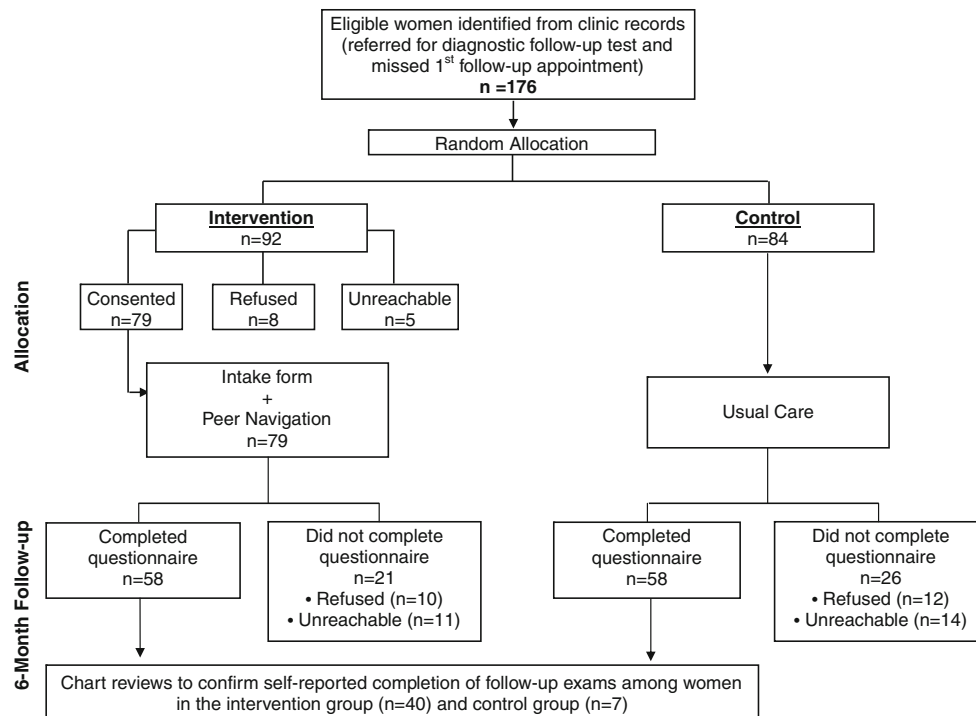 Eligible women identified from clinic records
(referred for diagnostic follow-up test and
missed 1st follow-up appointment)
n =176
Random Allocation
Intervention
n=92
Control
n=84
Allocation
Consented
n=79
Refused
n=8
Unreachable
n=5
Intake form
+
Peer Navigation
n=79
Usual Care
6-Month Follow-up
Completed
questionnaire
n=58
Did not complete
questionnaire
n=21
• Refused (n=10)
• Unreachable (n=11)
Completed
questionnaire
n=58
Did not complete
questionnaire
n=26
• Refused (n=12)
• Unreachable (n=14)
Chart reviews to confirm self-reported completion of follow-up exams among women
in the intervention group (n=40) and control group (n=7)